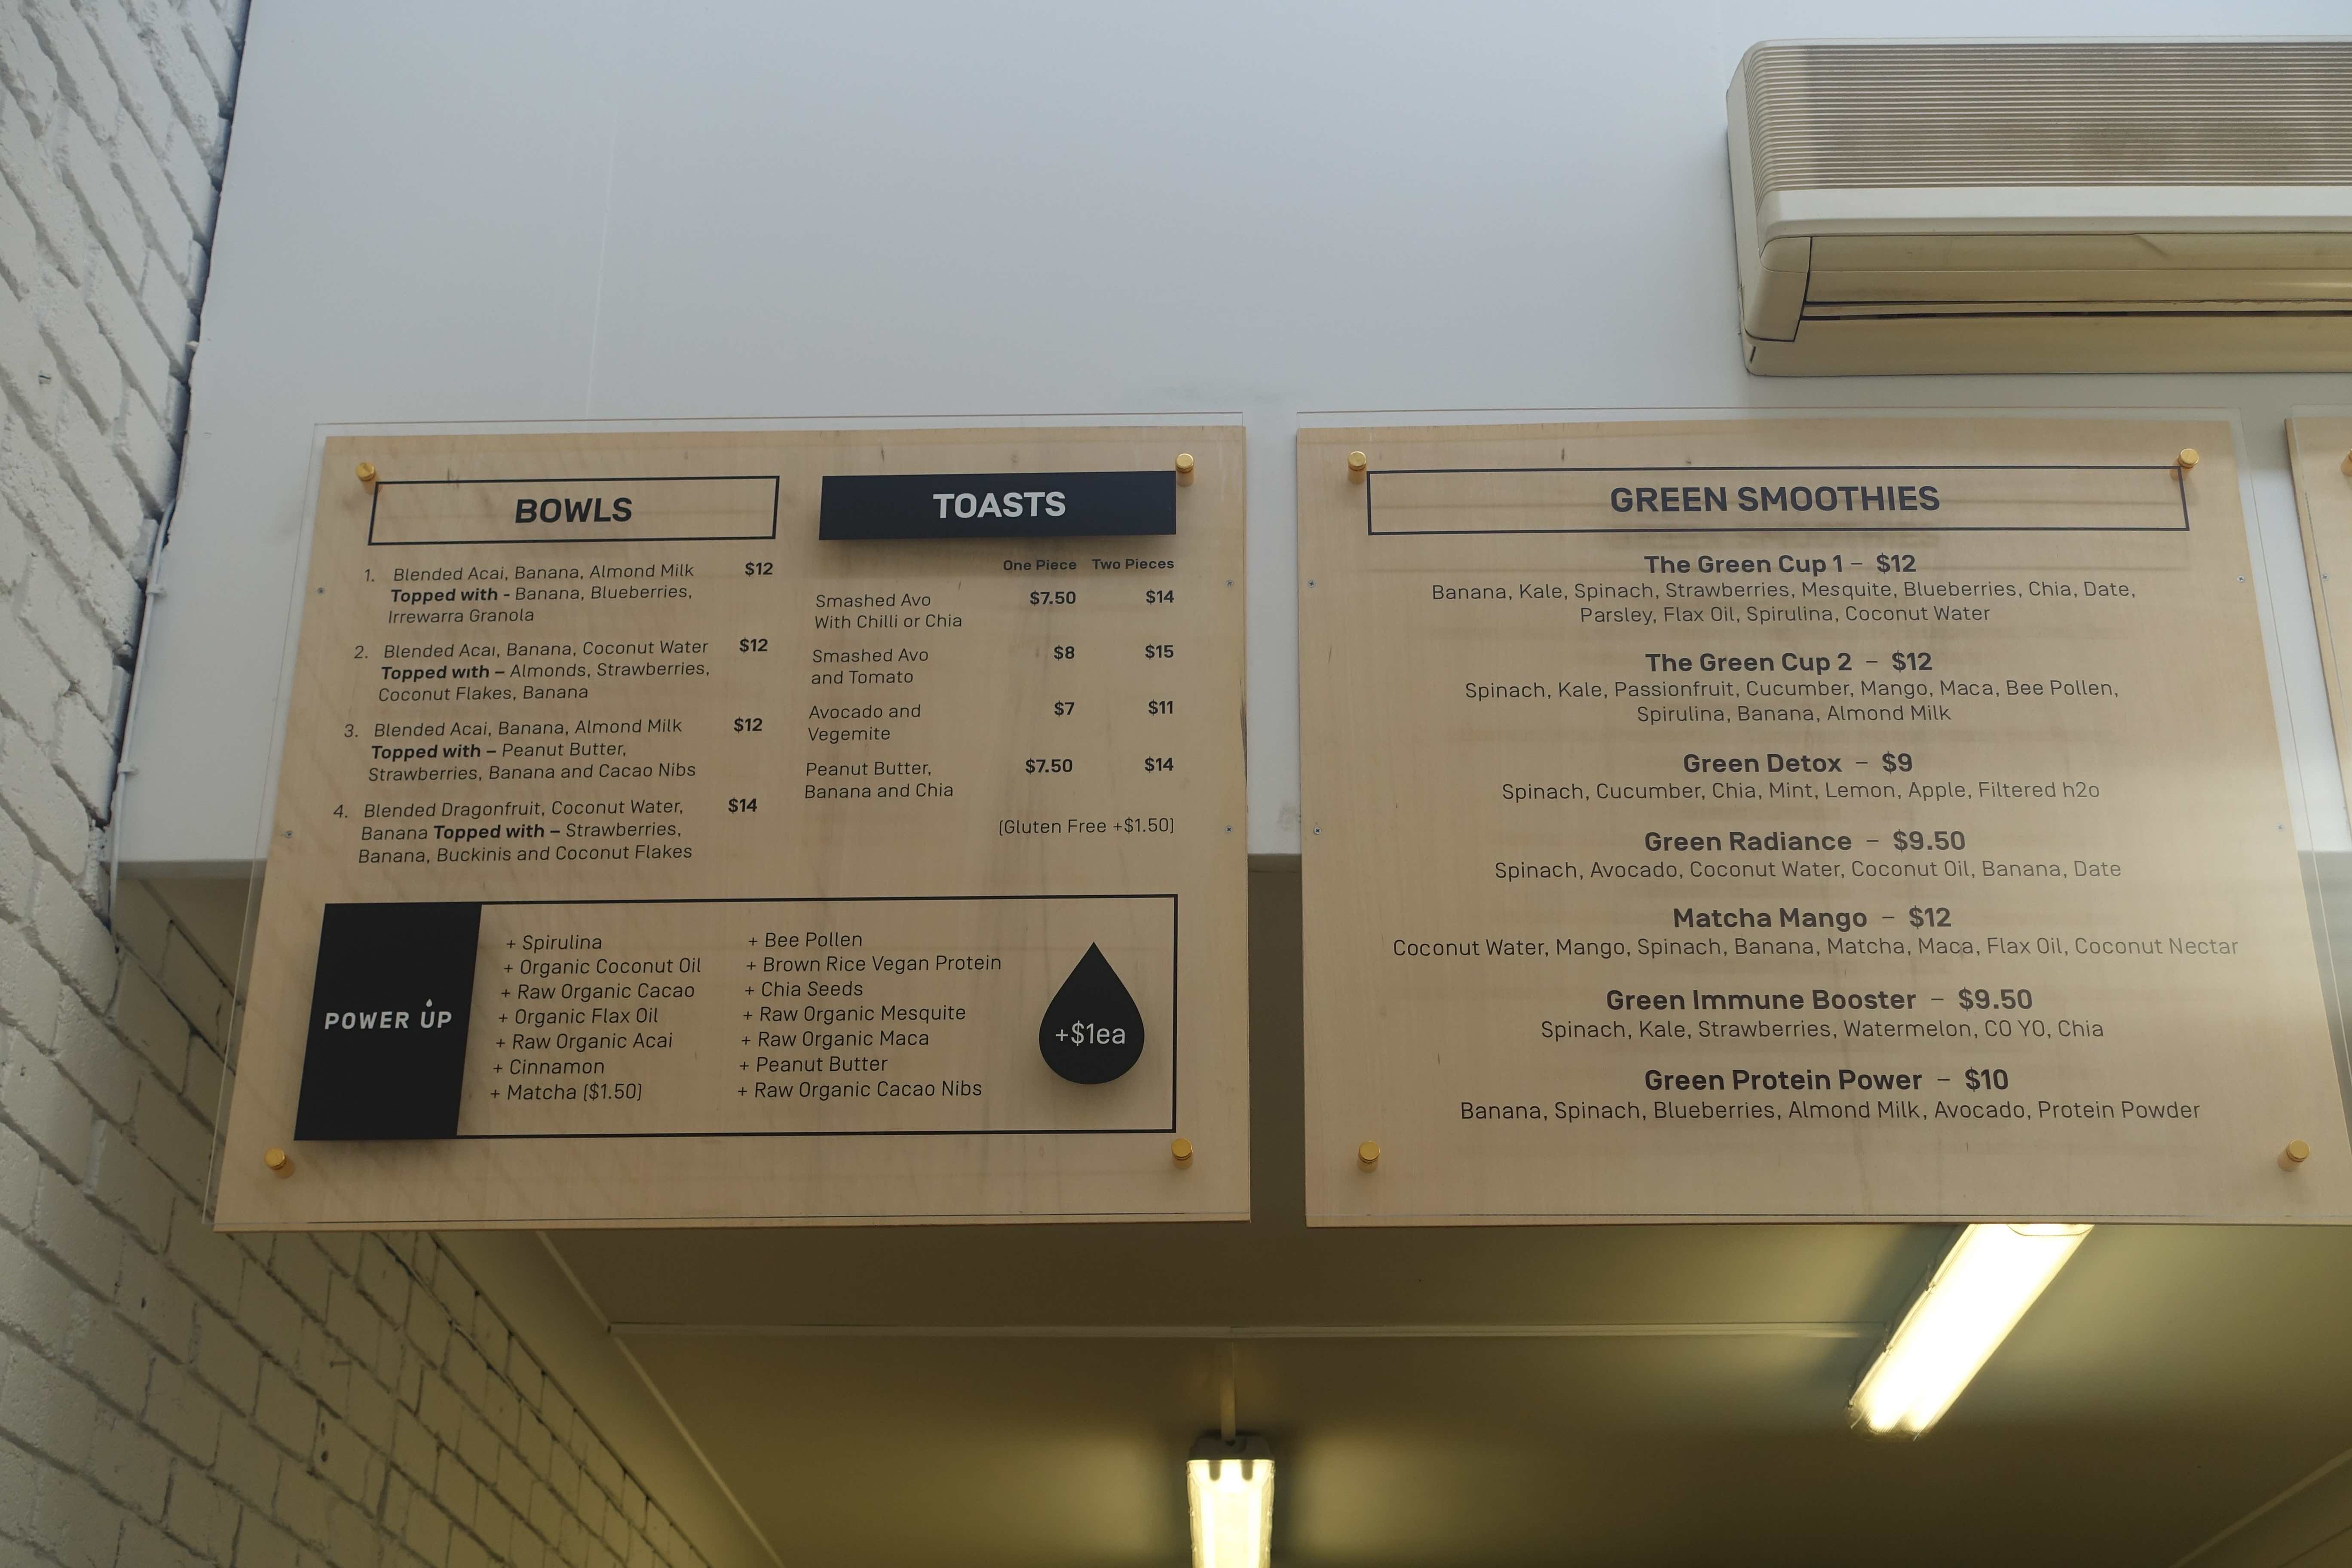 BOWLS
1. Blended Acai, Banana, Almond Milk $12
Topped with - Banana, Blueberries,
Irrewarra Granola
2. Blended Acai, Banana, Coconut Water $12
Topped with – Almonds, Strawberries,
Coconut Flakes, Banana
3. Blended Acai, Banana, Almond Milk $12
Topped with – Peanut Butter,
Strawberries, Banana and Cacao Nibs
4. Blended Dragonfruit, Coconut Water, $14
Banana Topped with – Strawberries,
Banana, Buckinis and Coconut Flakes
TOASTS
One Piece Two Pieces
Smashed Avo $7.50 $14
With Chilli or Chia
Smashed Avo $8 $15
and Tomato
Avocado and $7 $11
Vegemite
Peanut Butter, $7.50 $14
Banana and Chia
(Gluten Free +$1.50)
POWER UP
+ Spirulina
+ Organic Coconut Oil
+ Raw Organic Cacao
+ Organic Flax Oil
+ Raw Organic Acai
+ Cinnamon
+ Matcha ($1.50)
+ Bee Pollen
+ Brown Rice Vegan Protein
+ Chia Seeds
+ Raw Organic Mesquite
+ Raw Organic Maca
+ Peanut Butter
+ Raw Organic Cacao Nibs
+$1ea
GREEN SMOOTHIES
The Green Cup 1 – $12
Banana, Kale, Spinach, Strawberries, Mesquite, Blueberries, Chia, Date,
Parsley, Flax Oil, Spirulina, Coconut Water
The Green Cup 2 – $12
Spinach, Kale, Passionfruit, Cucumber, Mango, Maca, Bee Pollen,
Spirulina, Banana, Almond Milk
Green Detox – $9
Spinach, Cucumber, Chia, Mint, Lemon, Apple, Filtered h2o
Green Radiance – $9.50
Spinach, Avocado, Coconut Water, Coconut Oil, Banana, Date
Matcha Mango – $12
Coconut Water, Mango, Spinach, Banana, Matcha, Maca, Flax Oil, Coconut Nectar
Green Immune Booster – $9.50
Spinach, Kale, Strawberries, Watermelon, CO YO, Chia
Green Protein Power – $10
Banana, Spinach, Blueberries, Almond Milk, Avocado, Protein Powder